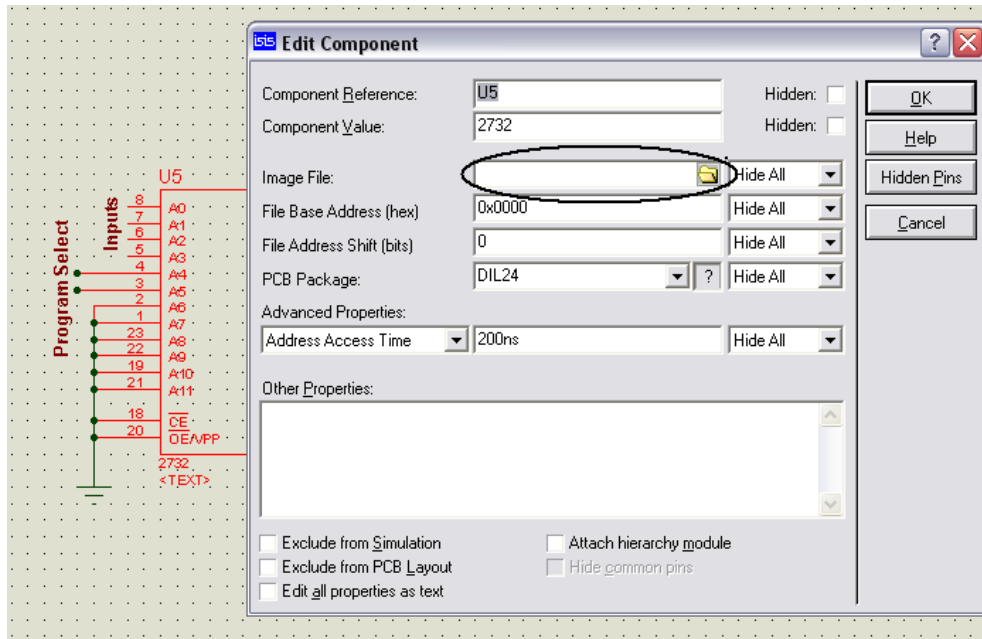 isis Edit Component
?
Component Reference:
U5
Hidden:
OK
Component Value:
2732
Hidden:
Help
Image File:
Hide All
Hidden Pins
File Base Address (hex)
0x0000
Hide All
Cancel
File Address Shift (bits)
0
Hide All
PCB Package:
DIL24
?
Hide All
Advanced Properties:
Address Access Time
200ns
Hide All
Other Properties:
Exclude from Simulation
Attach hierarchy module
Exclude from PCB Layout
Hide common pins
Edit all properties as text
U5
Inputs
Program Select
8 A0
7 A1
6 A2
5 A3
4 A4
3 A5
2 A6
1 A7
23 A8
22 A9
19 A10
21 A11
18 CE
20 OE/VPP
2732
<TEXT>